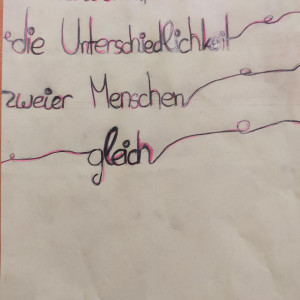 die Unterschiedlichkeit
zweier Menschen
gleich